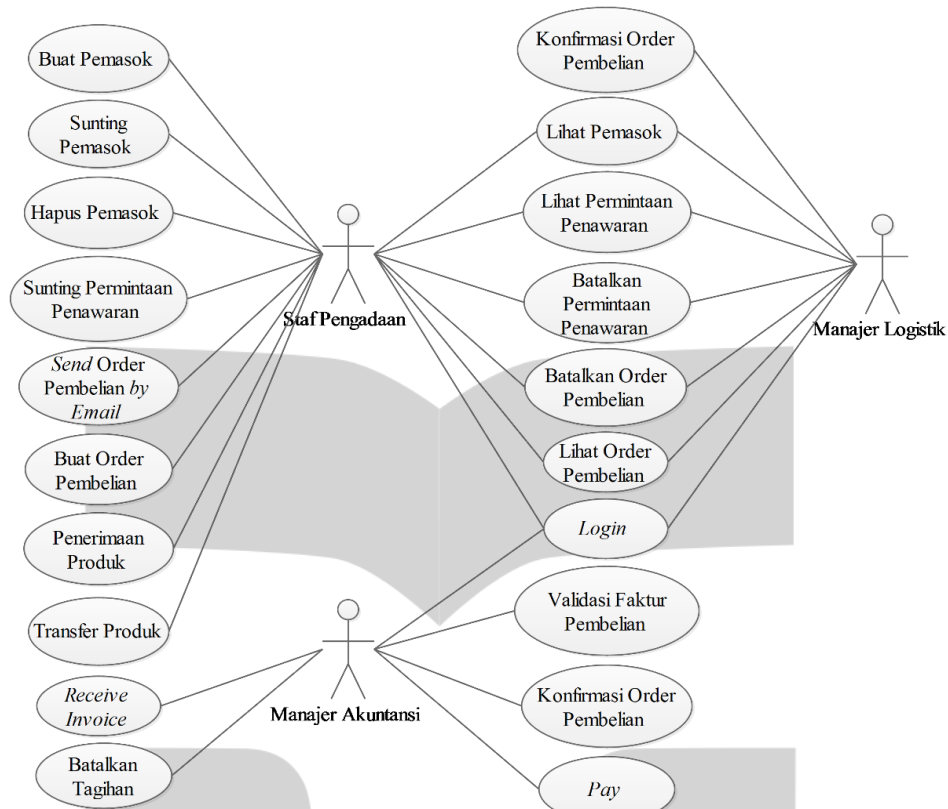 Buat Pemasok
Sunting
Pemasok
Hapus Pemasok
Sunting Permintaan
Penawaran
Send Order
Pembelian by
Email
Buat Order
Pembelian
Penerimaan
Produk
Transfer Produk
Receive
Invoice
Batalkan
Tagihan
Staf Pengadaan
Manajer Akuntansi
Konfirmasi Order
Pembelian
Lihat Pemasok
Lihat Permintaan
Penawaran
Batalkan
Permintaan
Penawaran
Batalkan Order
Pembelian
Lihat Order
Pembelian
Login
Validasi Faktur
Pembelian
Konfirmasi Order
Pembelian
Pay
Manajer Logistik